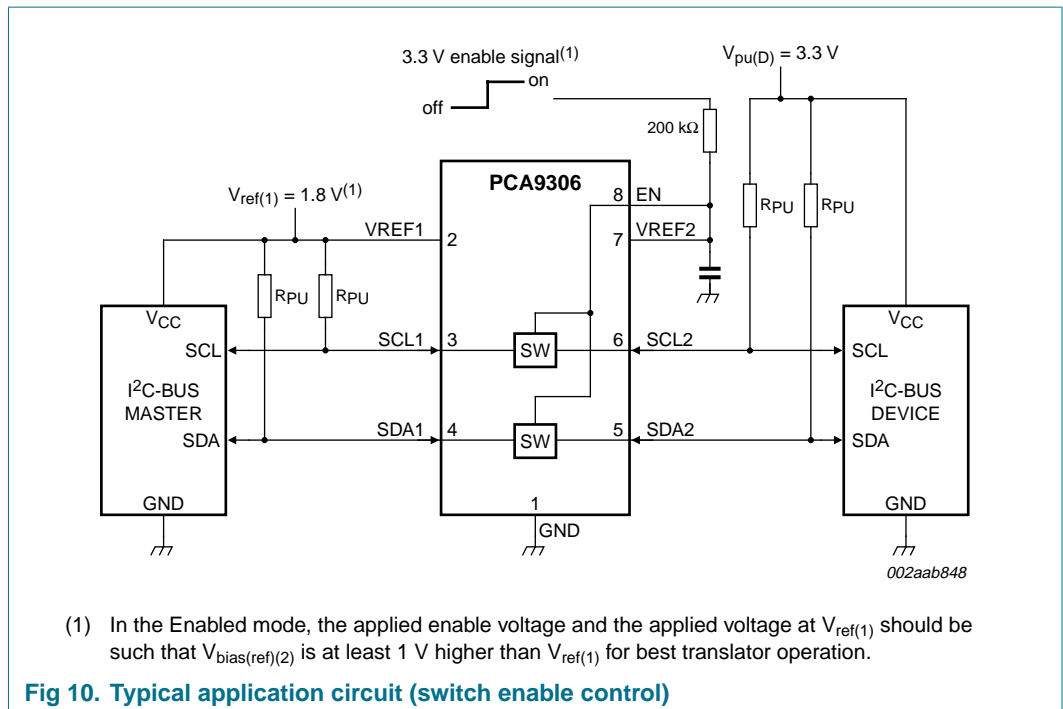 3.3 V enable signal(1)
on
off
Vpu(D) = 3.3 V
200 kΩ
PCA9306
Vref(1) = 1.8 V(1)
8 EN
RPU RPU
VREF1 2
7 VREF2
RPU RPU
VCC
VCC
SCL SCL1 3 SW 6 SCL2 SCL
I2C-BUS
MASTER
I2C-BUS
DEVICE
SDA SDA1 4 SW 5 SDA2 SDA
GND
1
GND
GND
002aab848
(1) In the Enabled mode, the applied enable voltage and the applied voltage at Vref(1) should be
such that Vbias(ref)(2) is at least 1 V higher than Vref(1) for best translator operation.
Fig 10. Typical application circuit (switch enable control)